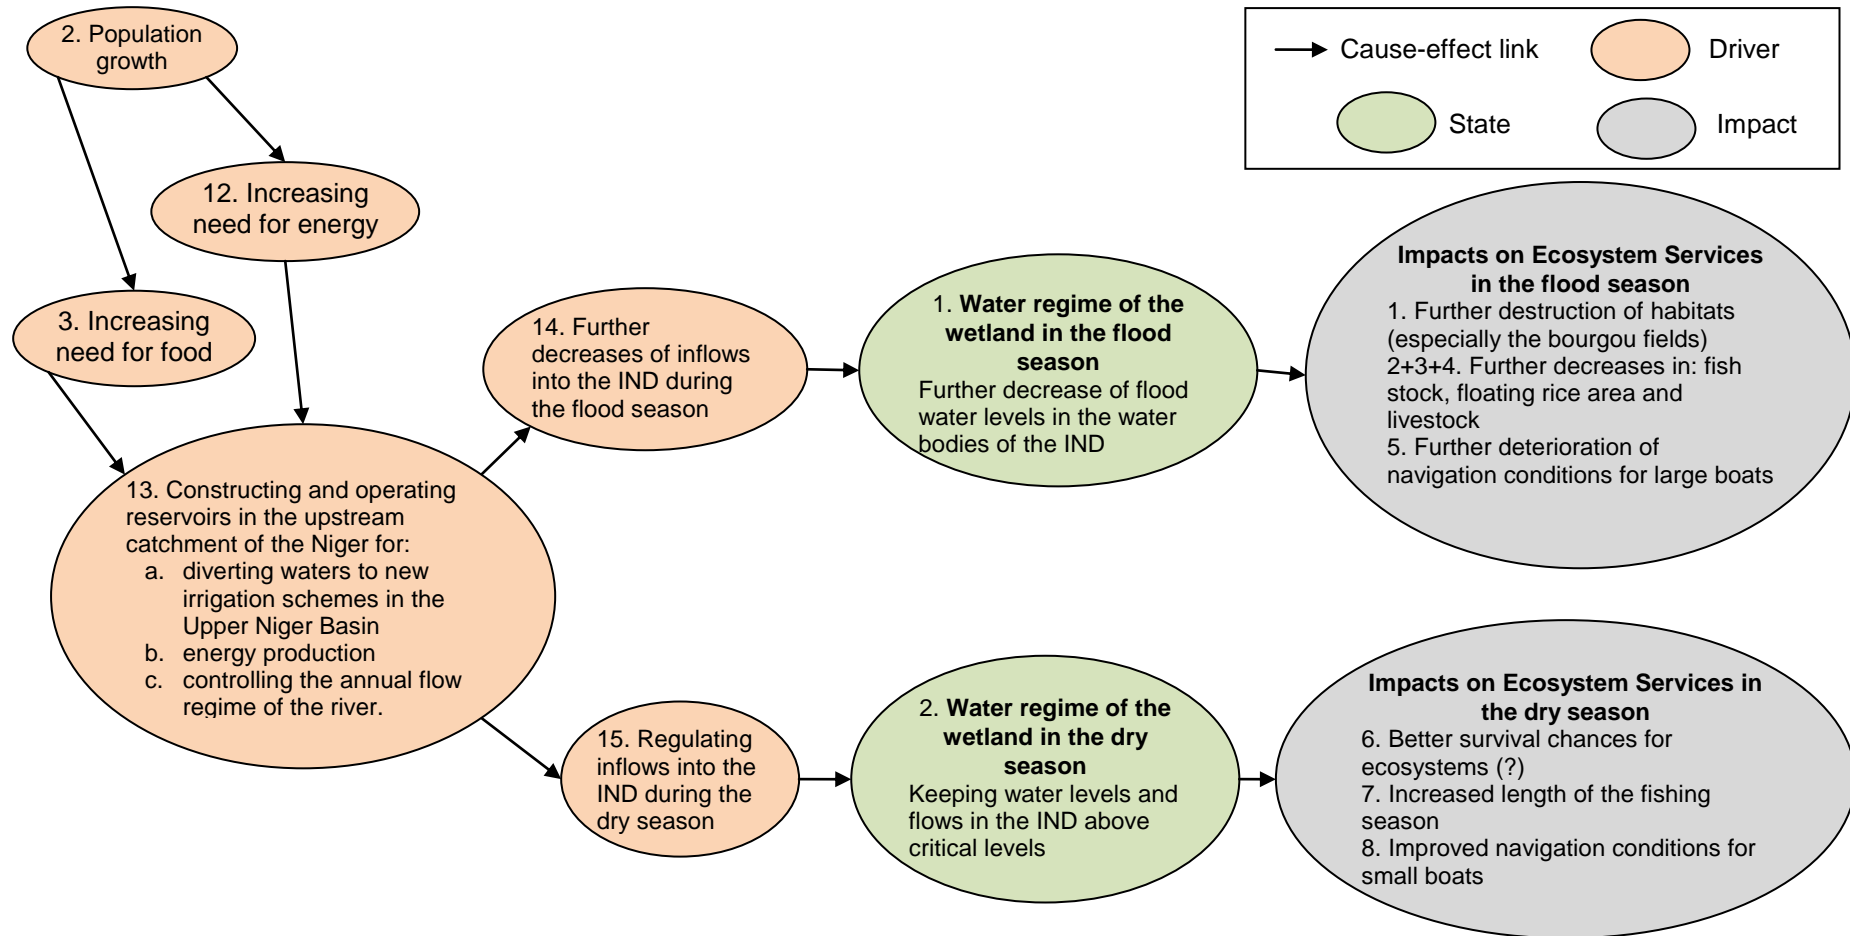 2. Population
growth
Cause-effect link
Driver
State
Impact
12. Increasing
need for energy
3. Increasing
need for food
13. Constructing and operating
reservoirs in the upstream
catchment of the Niger for:
a. diverting waters to new
irrigation schemes in the
Upper Niger Basin
b. energy production
c. controlling the annual flow
regime of the river.
14. Further
decreases of inflows
into the IND during
the flood season
1. Water regime of the
wetland in the flood
season
Further decrease of flood
water levels in the water
bodies of the IND
Impacts on Ecosystem Services
in the flood season
1. Further destruction of habitats
(especially the bourgou fields)
2+3+4. Further decreases in: fish
stock, floating rice area and
livestock
5. Further deterioration of
navigation conditions for large boats
15. Regulating
inflows into the
IND during the
dry season
2. Water regime of the
wetland in the dry
season
Keeping water levels and
flows in the IND above
critical levels
Impacts on Ecosystem Services in
the dry season
6. Better survival chances for
ecosystems (?)
7. Increased length of the fishing
season
8. Improved navigation conditions for
small boats